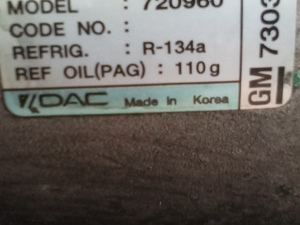 MODEL : 720960
CODE NO. :
REFRIG. : R-134a
REF OIL(PAG) : 110g
DAC Made in Korea
GM 7303